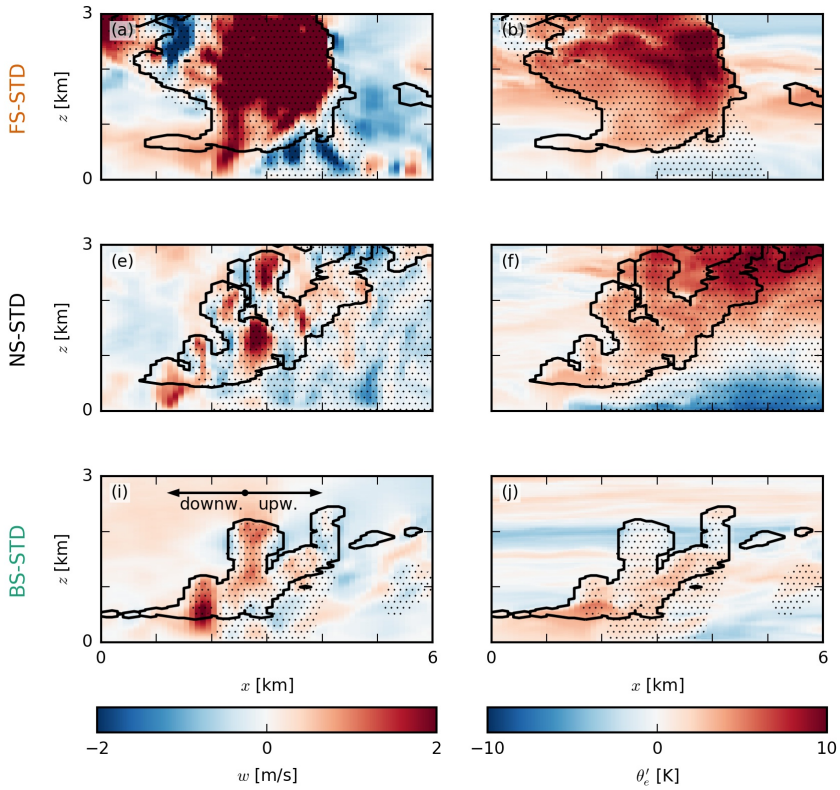 3
(a)
(b)
FS-STD
z [km]
0
3
(e)
(f)
NS-STD
z [km]
0
3
(i)
downw. upw.
(j)
BS-STD
z [km]
0
0 6 0 6
x [km] x [km]
−2 0 2 −10 0 10
w [m/s] θ′e [K]